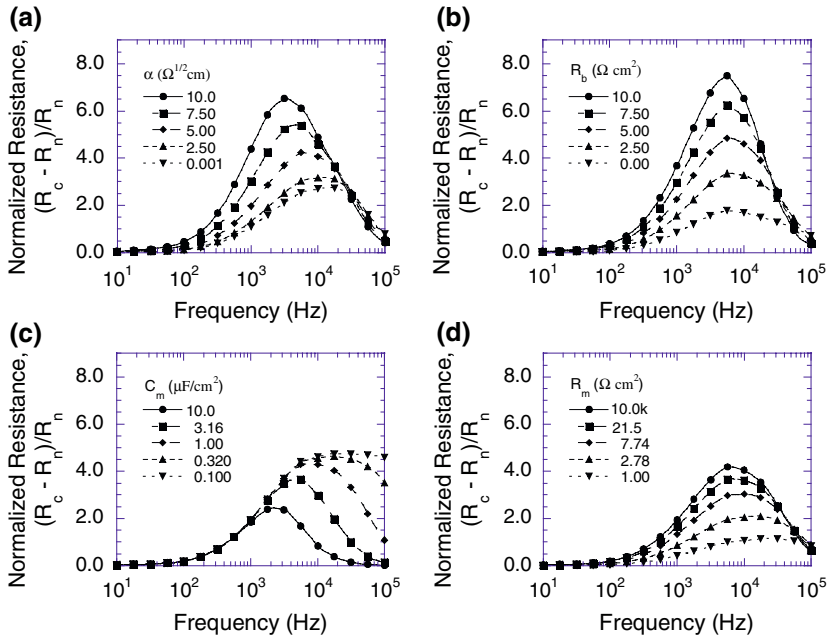 (a)
Normalized Resistance,
(R_c - R_n)/R_n
8.0
6.0
4.0
2.0
0.0
α (Ω^1/2cm)
10.0
7.50
5.00
2.50
0.001
10^1 10^2 10^3 10^4 10^5
Frequency (Hz)
(b)
Normalized Resistance,
(R_c - R_n)/R_n
8.0
6.0
4.0
2.0
0.0
R_b (Ω cm^2)
10.0
7.50
5.00
2.50
0.00
10^1 10^2 10^3 10^4 10^5
Frequency (Hz)
(c)
Normalized Resistance,
(R_c - R_n)/R_n
8.0
6.0
4.0
2.0
0.0
C_m (μF/cm^2)
10.0
3.16
1.00
0.320
0.100
10^1 10^2 10^3 10^4 10^5
Frequency (Hz)
(d)
Normalized Resistance,
(R_c - R_n)/R_n
8.0
6.0
4.0
2.0
0.0
R_m (Ω cm^2)
10.0k
21.5
7.74
2.78
1.00
10^1 10^2 10^3 10^4 10^5
Frequency (Hz)